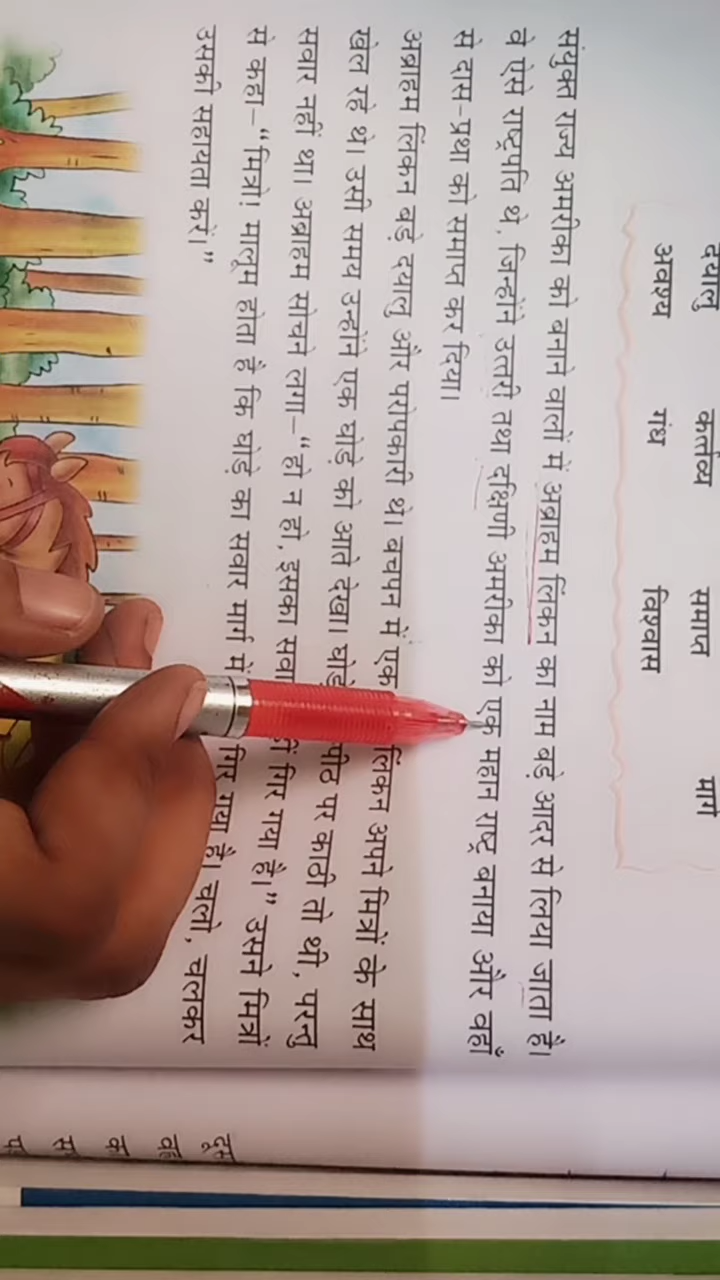 दयालु कर्तव्य समाप्त मार्ग
अवश्य गंध विश्वास
संयुक्त राज्य अमरीका को बनाने वालों में अब्राहम लिंकन का नाम बड़े आदर से लिया जाता है।
वे ऐसे राष्ट्रपति थे, जिन्होंने उत्तरी तथा दक्षिणी अमरीका को एक महान राष्ट्र बनाया और वहाँ
से दास-प्रथा को समाप्त कर दिया।
अब्राहम लिंकन बड़े दयालु और परोपकारी थे। बचपन में एक लिंकन अपने मित्रों के साथ
खेल रहे थे। उसी समय उन्होंने एक घोड़े को आते देखा। पीठ पर काठी तो थी, परन्तु
सवार नहीं था। अब्राहम सोचने लगा–“हो न हो, इसका गिर गया है।” उसने मित्रों
से कहा–“मित्रो! मालूम होता है कि घोड़े का सवार मार्ग में गिर गया है। चलो, चलकर
उसकी सहायता करें।”